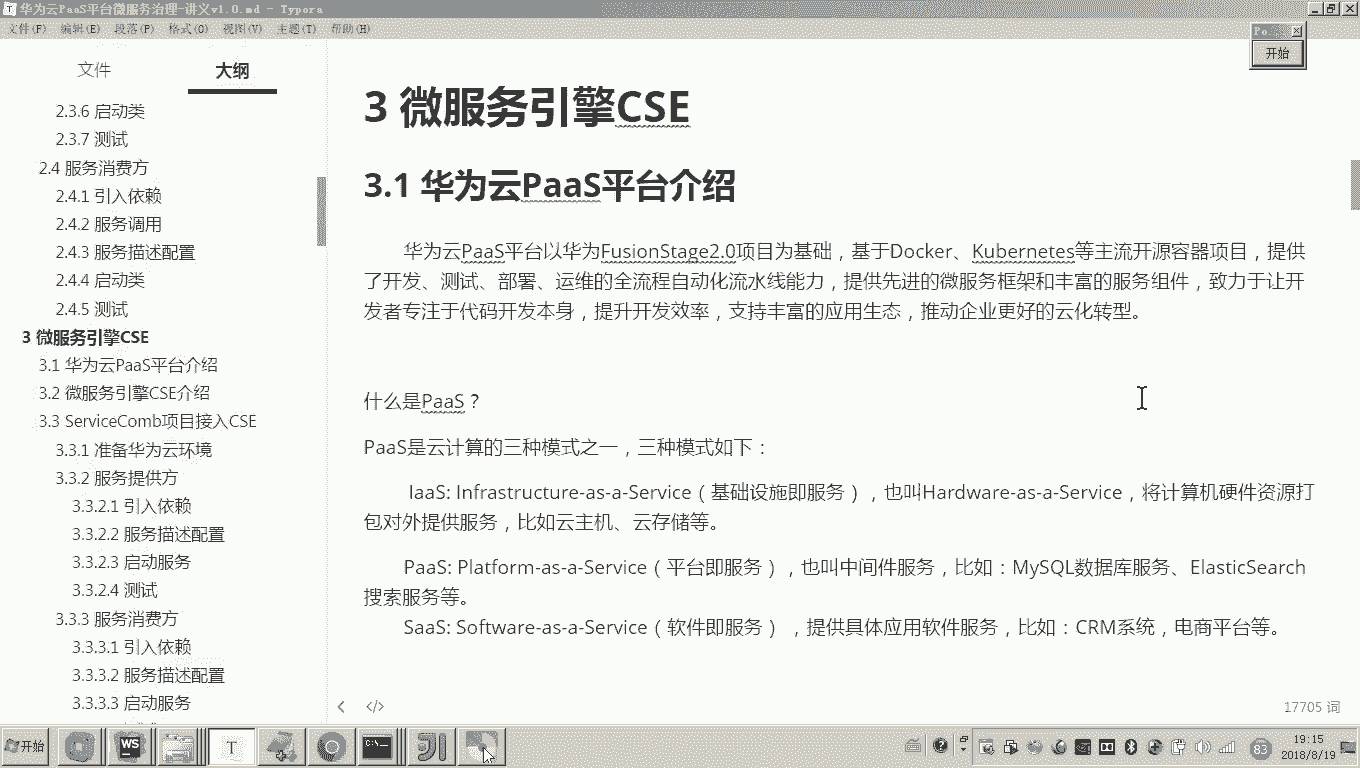 华为云PaaS平台微服务治理-讲义v1.0.md - Typora
文件(F) 编辑(E) 段落(P) 格式(O) 视图(V) 主题(T) 帮助(H)
开始
文件 大纲
2.3.6 启动类
2.3.7 测试
2.4 服务消费方
2.4.1 引入依赖
2.4.2 服务调用
2.4.3 服务描述配置
2.4.4 启动类
2.4.5 测试
3 微服务引擎CSE
3.1 华为云PaaS平台介绍
3.2 微服务引擎CSE介绍
3.3 ServiceComb项目接入CSE
3.3.1 准备华为云环境
3.3.2 服务提供方
3.3.2.1 引入依赖
3.3.2.2 服务描述配置
3.3.2.3 启动服务
3.3.2.4 测试
3.3.3 服务消费方
3.3.3.1 引入依赖
3.3.3.2 服务描述配置
3.3.3.3 启动服务
3 微服务引擎CSE
3.1 华为云PaaS平台介绍
华为云PaaS平台以华为FusionStage2.0项目为基础，基于Docker、Kubernetes等主流开源容器项目，提供
了开发、测试、部署、运维的全流程自动化流水线能力，提供先进的微服务框架和丰富的服务组件，致力于让开
发者专注于代码开发本身，提升开发效率，支持丰富的应用生态，推动企业更好的云化转型。
什么是PaaS？
PaaS是云计算的三种模式之一，三种模式如下：
IaaS: Infrastructure-as-a-Service（基础设施即服务），也叫Hardware-as-a-Service，将计算机硬件资源打
包对外提供服务，比如云主机、云存储等。
PaaS: Platform-as-a-Service（平台即服务），也叫中间件服务，比如：MySQL数据库服务、ElasticSearch
搜索服务等。
SaaS: Software-as-a-Service（软件即服务），提供具体应用软件服务，比如：CRM系统，电商平台等。
17705 词
开始
WS
T
83
19:15
2018/8/19